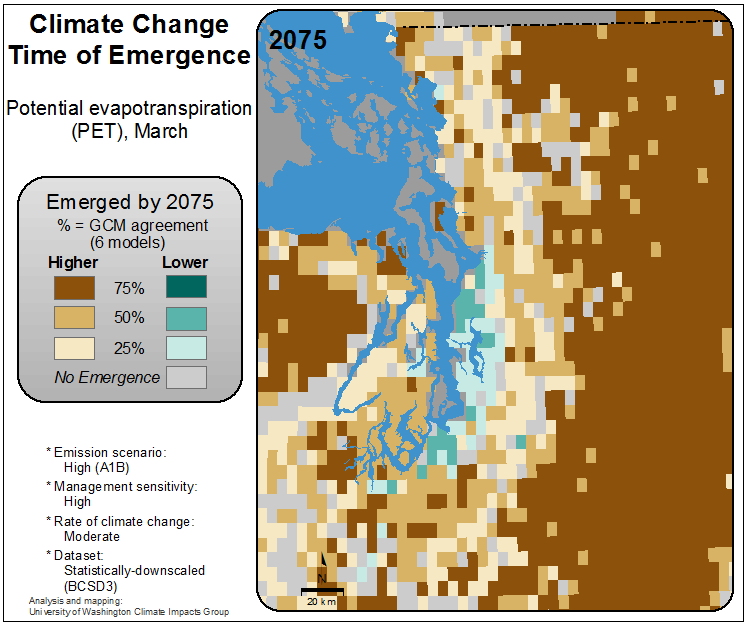 Climate Change
Time of Emergence
Potential evapotranspiration
(PET), March
Emerged by 2075
% = GCM agreement
(6 models)
Higher Lower
75%
50%
25%
No Emergence
* Emission scenario:
High (A1B)
* Management sensitivity:
High
* Rate of climate change:
Moderate
* Dataset:
Statistically-downscaled
(BCSD3)
Analysis and mapping:
University of Washington Climate Impacts Group
2075
N
20 km